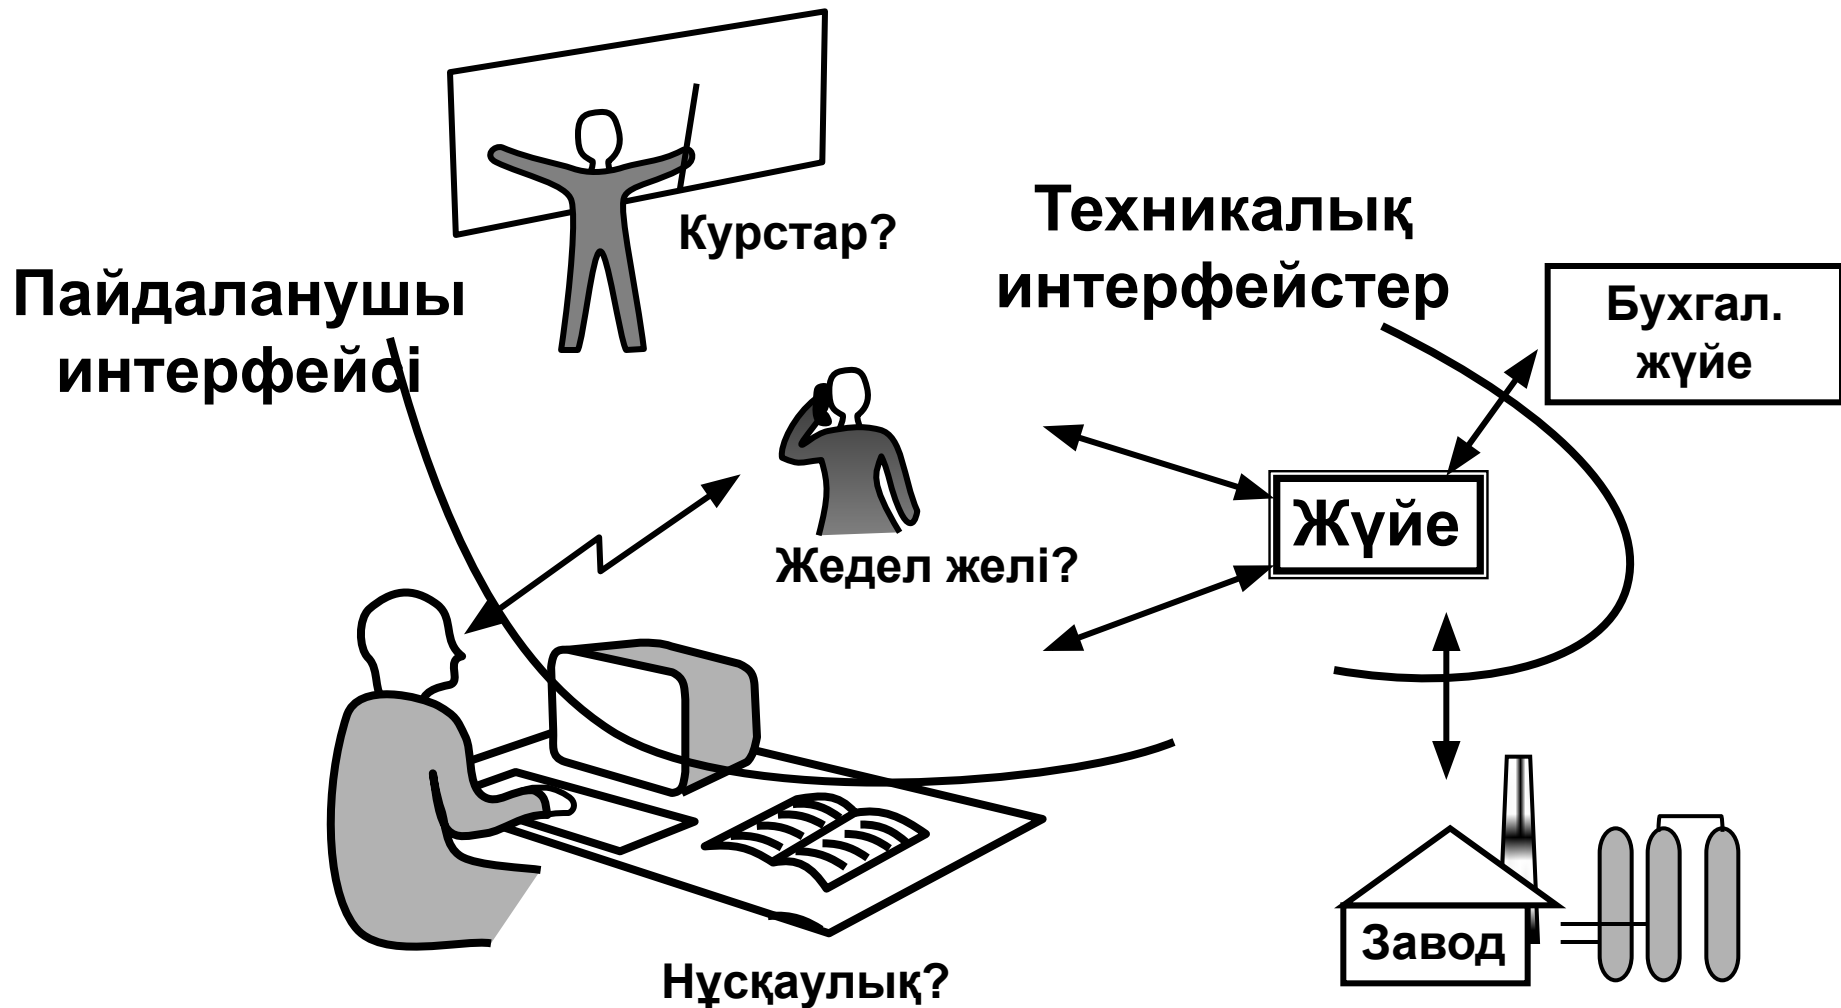 Курстар?
Пайдаланушы
интерфейсі
Техникалық
интерфейстер
Бухгал.
жүйе
Жүйе
Жедел желі?
Завод
Нұсқаулық?